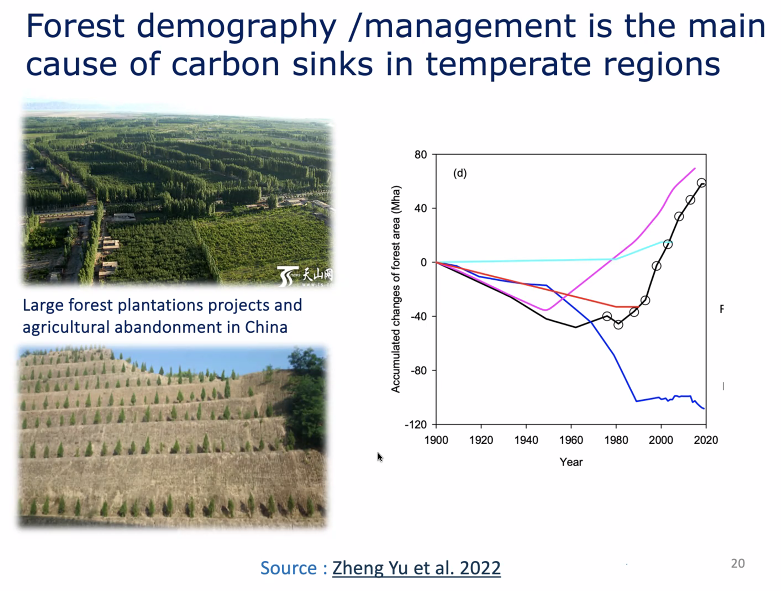 Forest demography /management is the main
cause of carbon sinks in temperate regions
天山网
Large forest plantations projects and
agricultural abandonment in China
(d)
Accumulated changes of forest area (Mha)
80
40
0
-40
-80
-120
1900 1920 1940 1960 1980 2000 2020
Year
F
Source : Zheng Yu et al. 2022
20